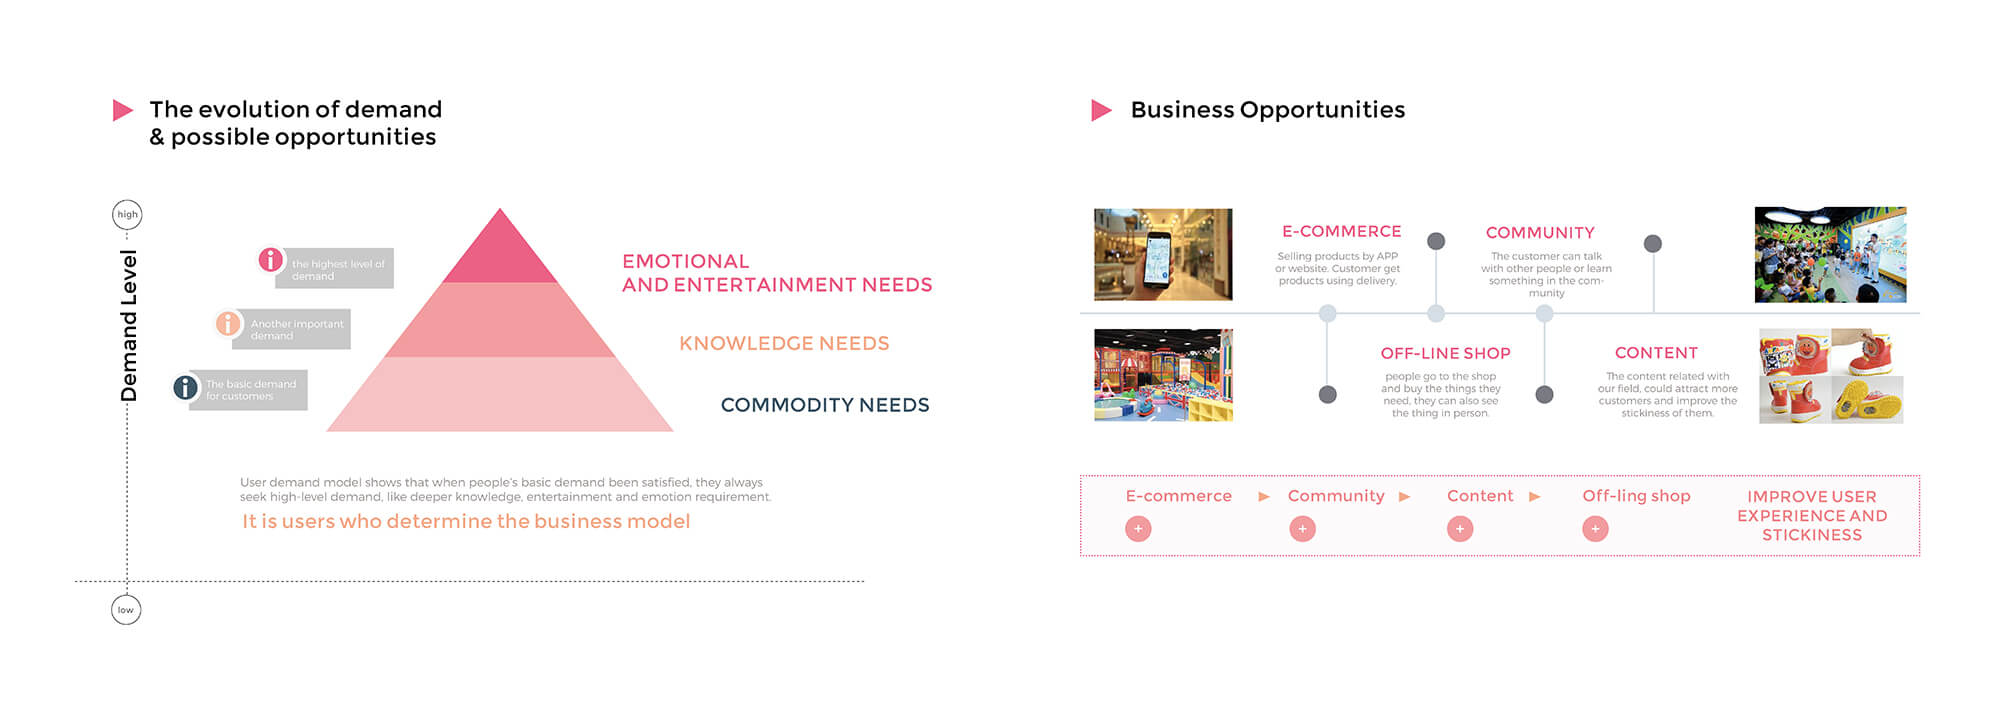 The evolution of demand
& possible opportunities
high
Demand Level
low
the highest level of
demand
Another important
demand
The basic demand
for customers
EMOTIONAL
AND ENTERTAINMENT NEEDS
KNOWLEDGE NEEDS
COMMODITY NEEDS
User demand model shows that when people's basic demand been satisfied, they always
seek high-level demand, like deeper knowledge, entertainment and emotion requirement.
It is users who determine the business model
Business Opportunities
E-COMMERCE
Selling products by APP
or website. Customer get
products using delivery.
COMMUNITY
The customer can talk
with other people or learn
something in the com-
munity
OFF-LINE SHOP
people go to the shop
and buy the things they
need, they can also see
the thing in person.
CONTENT
The content related with
our field, could attract more
customers and improve the
stickiness of them.
E-commerce
Community
Content
Off-ling shop
+
+
+
+
IMPROVE USER
EXPERIENCE AND
STICKINESS